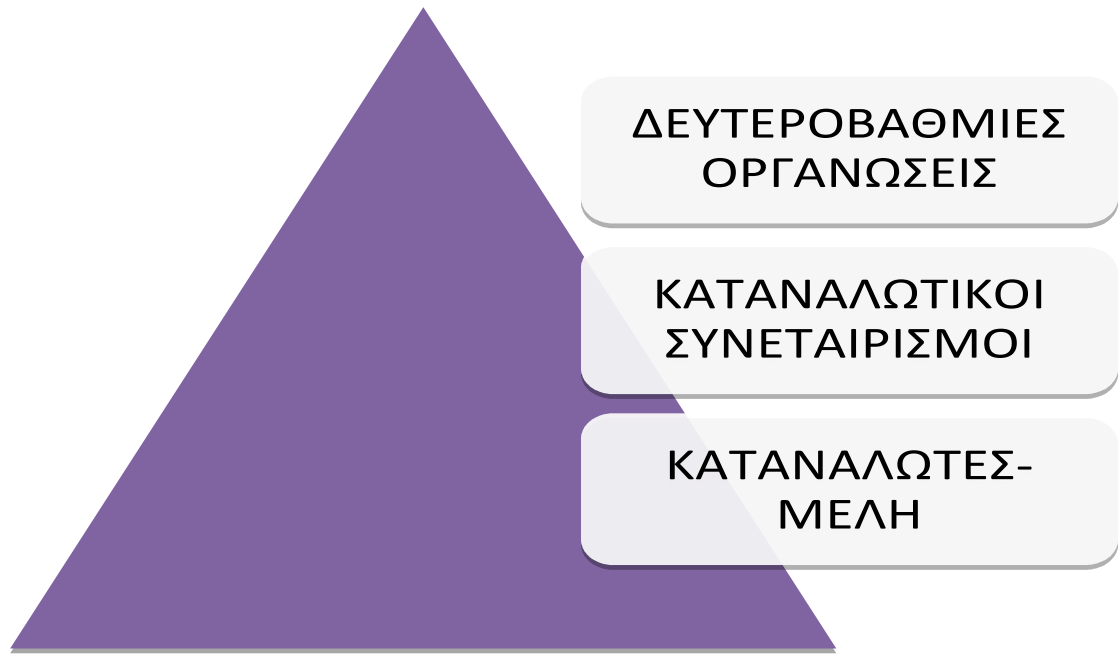 ΔΕΥΤΕΡΟΒΑΘΜΙΕΣ
ΟΡΓΑΝΩΣΕΙΣ
ΚΑΤΑΝΑΛΩΤΙΚΟΙ
ΣΥΝΕΤΑΙΡΙΣΜΟΙ
ΚΑΤΑΝΑΛΩΤΕΣ-
ΜΕΛΗ